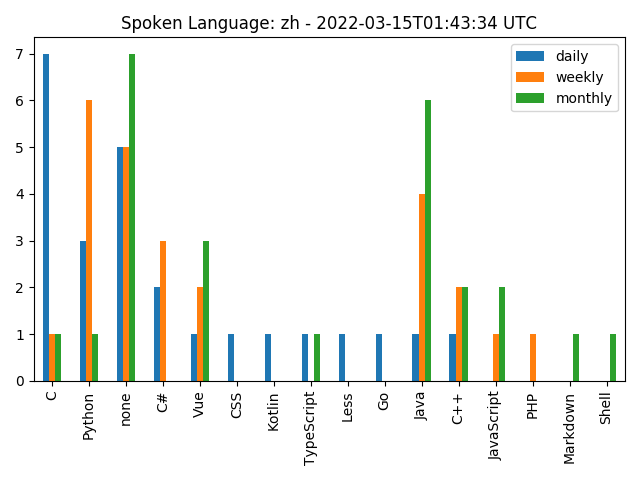 Spoken Language: zh - 2022-03-15T01:43:34 UTC
daily
weekly
monthly
7
6
5
4
3
2
1
0
C
Python
none
C#
Vue
CSS
Kotlin
TypeScript
Less
Go
Java
C++
JavaScript
PHP
Markdown
Shell